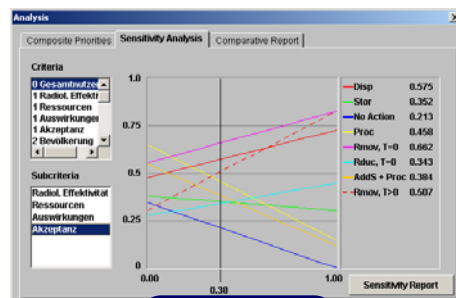 Analysis
Composite Priorities Sensitivity Analysis Comparative Report
Criteria
0 Gesamtnutzen
1 Radiol. Effektr
1 Ressourcen
1 Auswirkungen
1 Akzeptanz
2 Bevölkerung
Subcriteria
Radiol. Effektivitat
Ressourcen
Auswirkungen
Akzeptanz
1.0
0.75
0.5
0.25
0
0.00 1.00
0.30
Disp 0.575
Stor 0.352
No Action 0.213
Proc 0.458
Rmov, T=0 0.662
Rduc, T=0 0.343
AddS + Proc 0.384
Rmov, T>0 0.507
Sensitivity Report